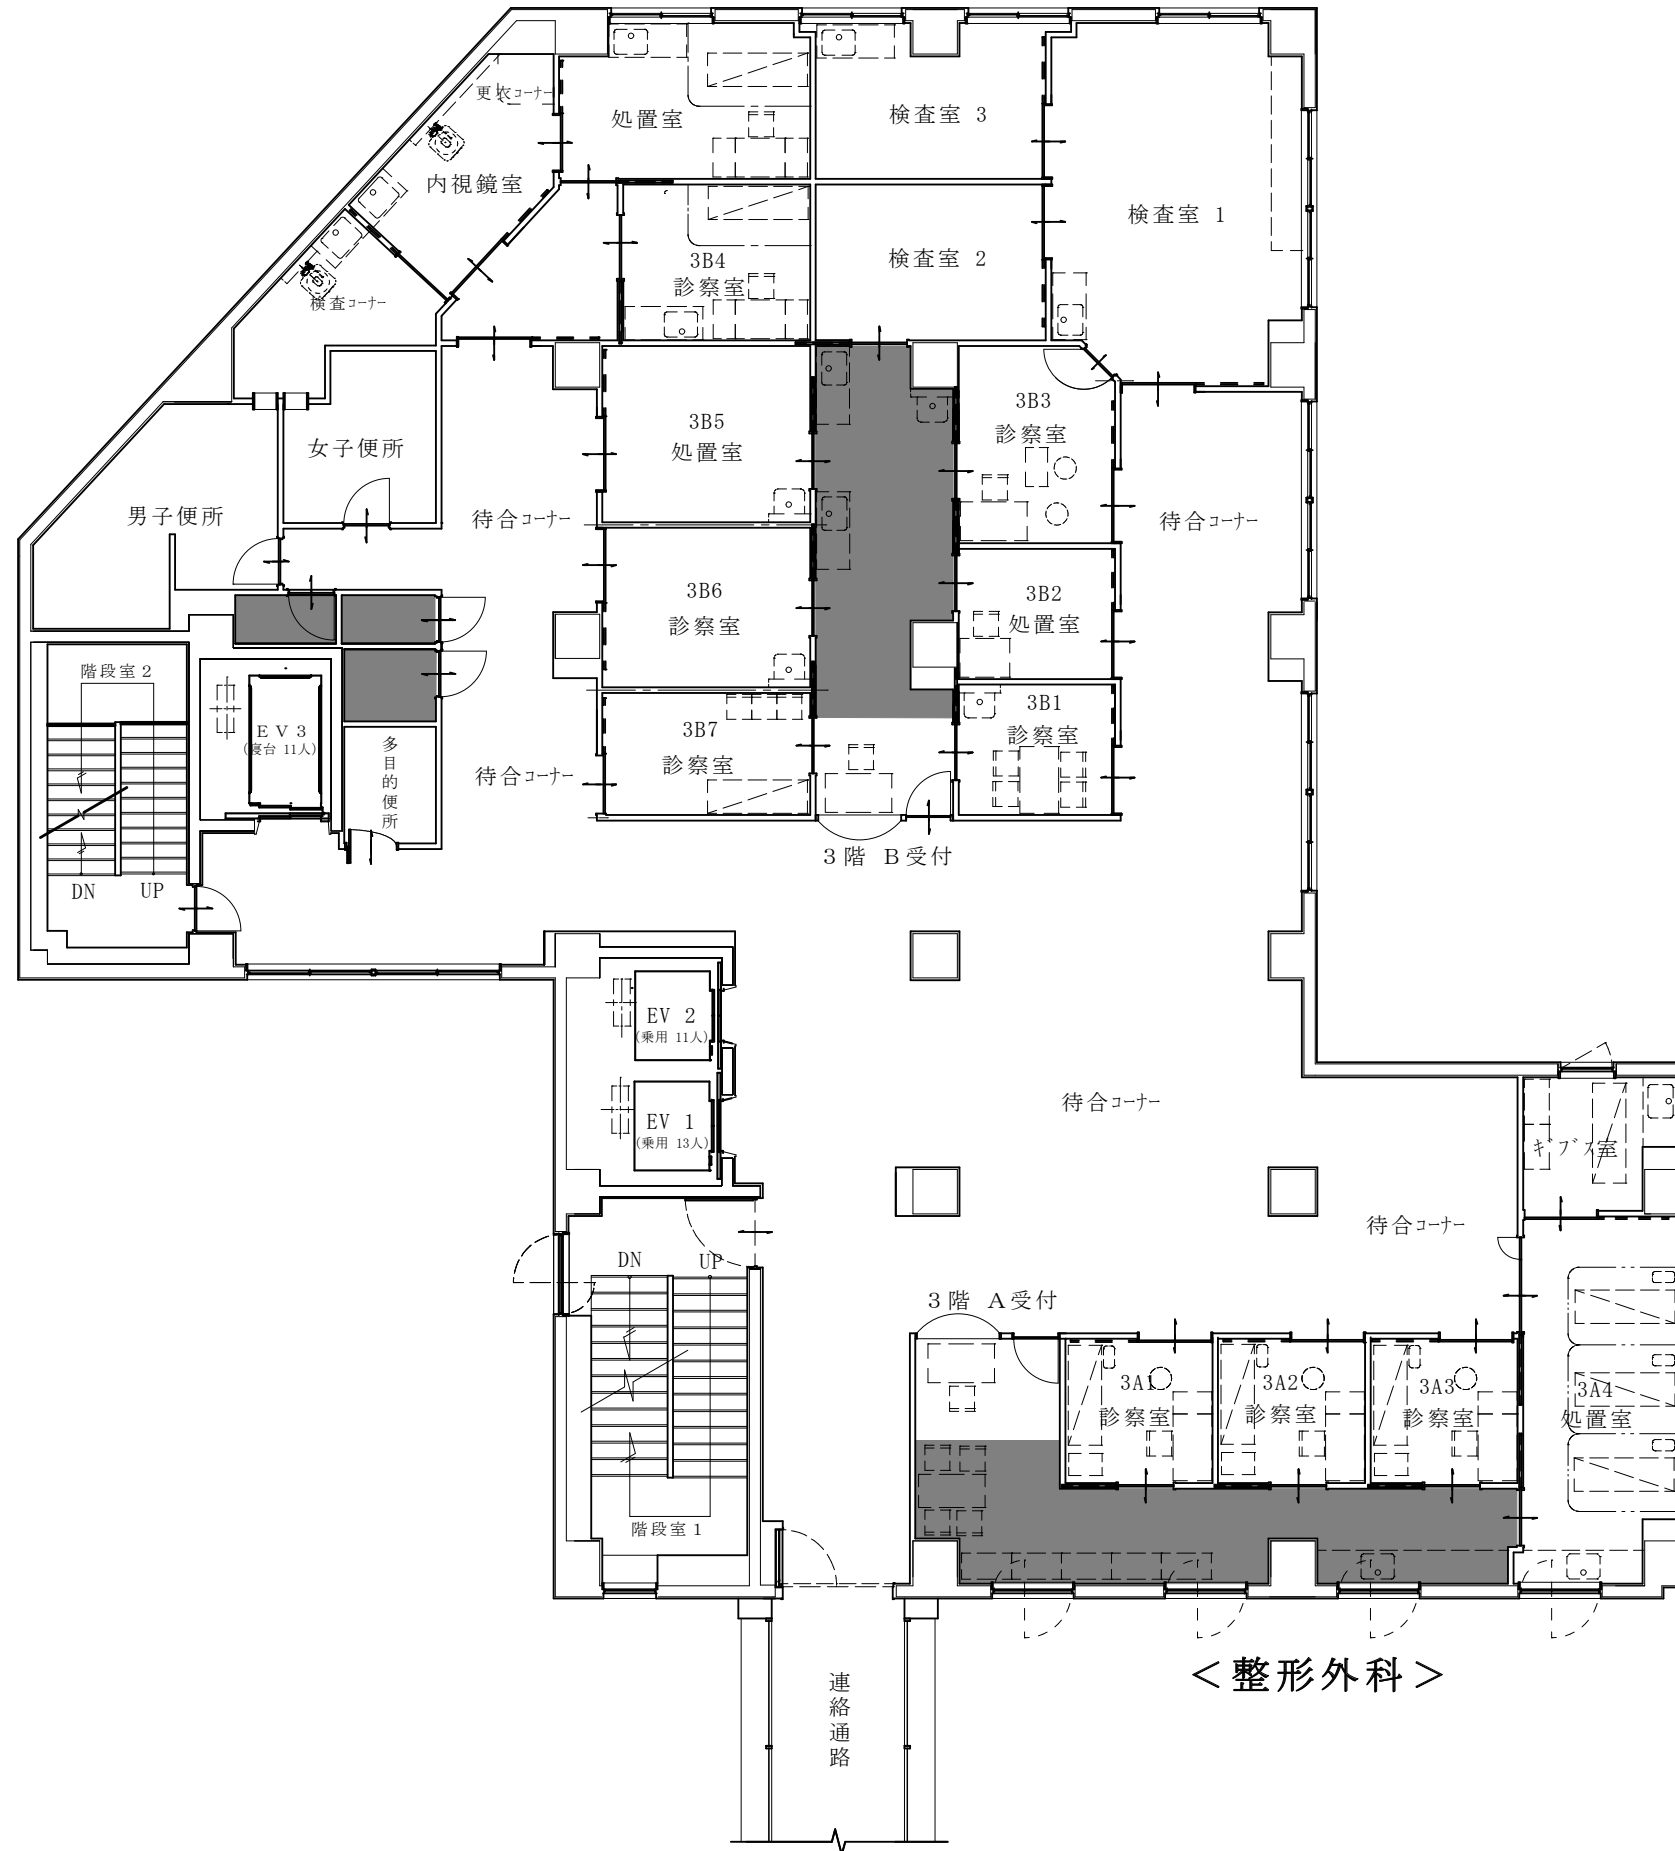 更衣コーナー
処置室
検査室 3
内視鏡室
検査室 1
3B4
診察室
検査室 2
検査コーナー
3B5
処置室
3B3
診察室
女子便所
男子便所
待合コーナー
待合コーナー
3B6
診察室
3B2
処置室
階段室2
EV3
(寝台 11人)
3B7
診察室
3B1
診察室
多目的便所
待合コーナー
DN
UP
3階 B受付
EV 2
(乗用 11人)
EV 1
(乗用 13人)
待合コーナー
ギプス室
待合コーナー
DN
UP
3階 A受付
3A1
診察室
3A2
診察室
3A3
診察室
3A4
処置室
階段室1
<整形外科>
連絡通路